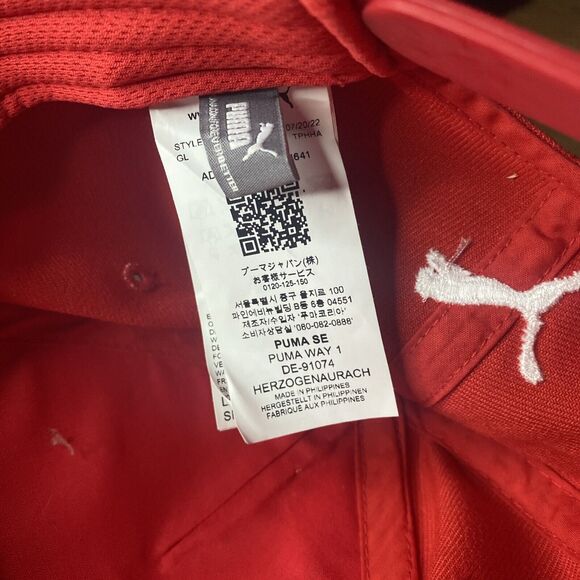 WW
STYLE
07/20/22
GL
TPHHA
641
AD
PUMA
プーマジャパン(株)
お客様サービス
0120-125-150
서울특별시 중구 을지로 100
파인에비뉴빌딩 B동 6층 04551
제조자/수입자 '푸마코리아'
소비자상담실 '080-082-0888'
PUMA SE
PUMA WAY 1
DE-91074
HERZOGENAURACH
MADE IN PHILIPPINES
HERGESTELLT IN PHILIPPINEN
FABRIQUE AUX PHILIPPINES